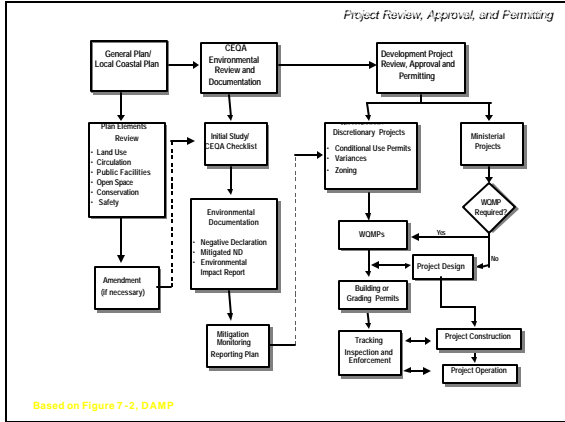 Project Review, Approval, and Permitting
General Plan/
Local Coastal Plan
CEQA
Environmental
Review and
Documentation
Development Project
Review, Approval and
Permitting
Plan Elements
Review
• Land Use
• Circulation
• Public Facilities
• Open Space
• Conservation
• Safety
Initial Study/
CEQA Checklist
Discretionary Projects
• Conditional Use Permits
• Variances
• Zoning
Ministerial
Projects
WQMP
Required?
Environmental
Documentation
• Negative Declaration
• Mitigated ND
• Environmental
Impact Report
WQMPs
Yes
No
Project Design
Amendment
(if necessary)
Building or
Grading Permits
Mitigation
Monitoring
Reporting Plan
Tracking
Inspection and
Enforcement
Project Construction
Project Operation
Based on Figure 7-2, DAMP